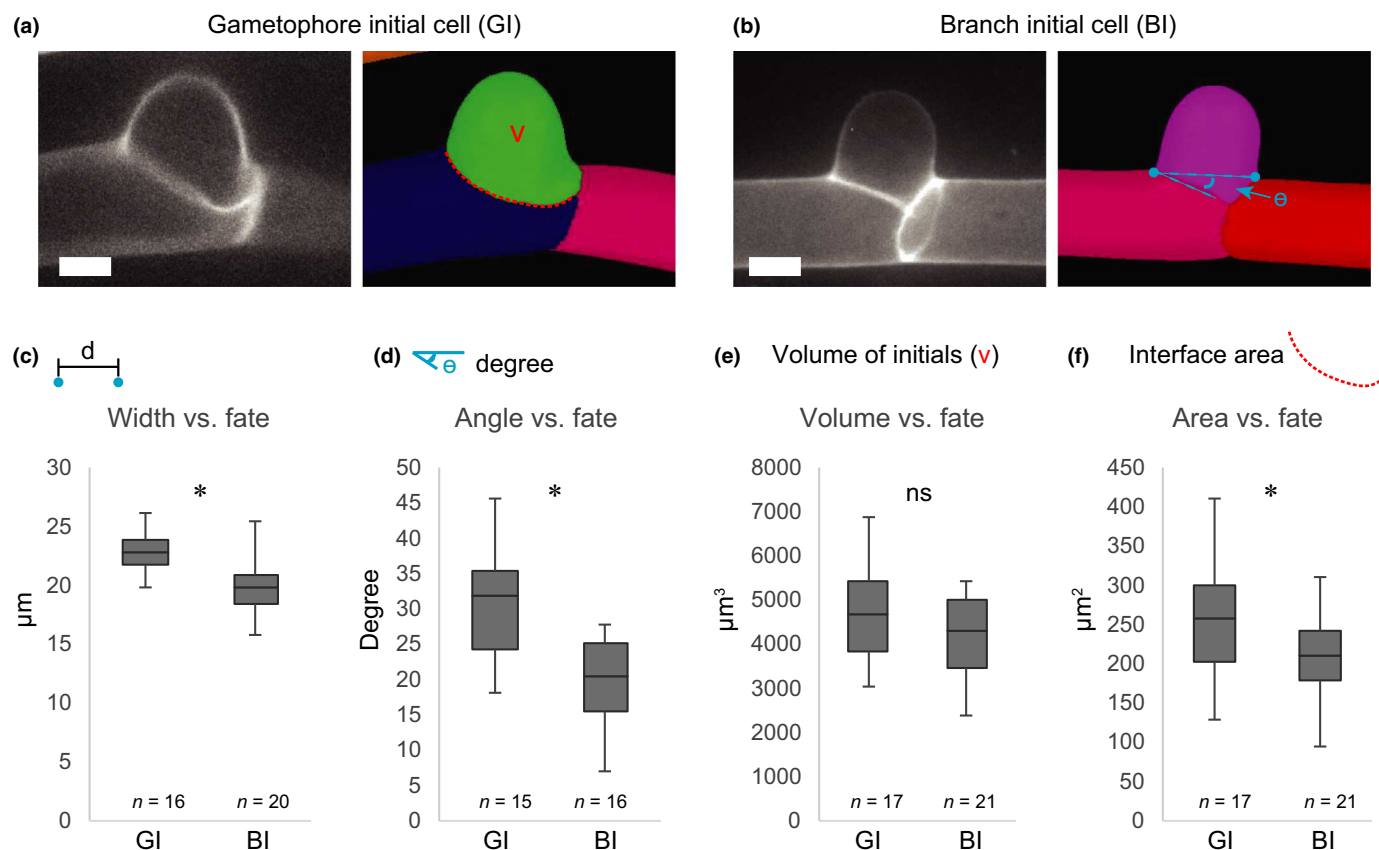 (a) Gametophore initial cell (GI)
v
(b) Branch initial cell (BI)
ɵ
(c) d
Width vs. fate
30
25
20
15
10
5
0
µm
*
n = 16 n = 20
GI BI
(d) ɵ degree
Angle vs. fate
50
45
40
35
30
25
20
15
10
5
0
Degree
*
n = 15 n = 16
GI BI
(e) Volume of initials (v)
Volume vs. fate
8000
7000
6000
5000
4000
3000
2000
1000
0
µm³
ns
n = 17 n = 21
GI BI
(f) Interface area
Area vs. fate
450
400
350
300
250
200
150
100
50
0
µm²
*
n = 17 n = 21
GI BI